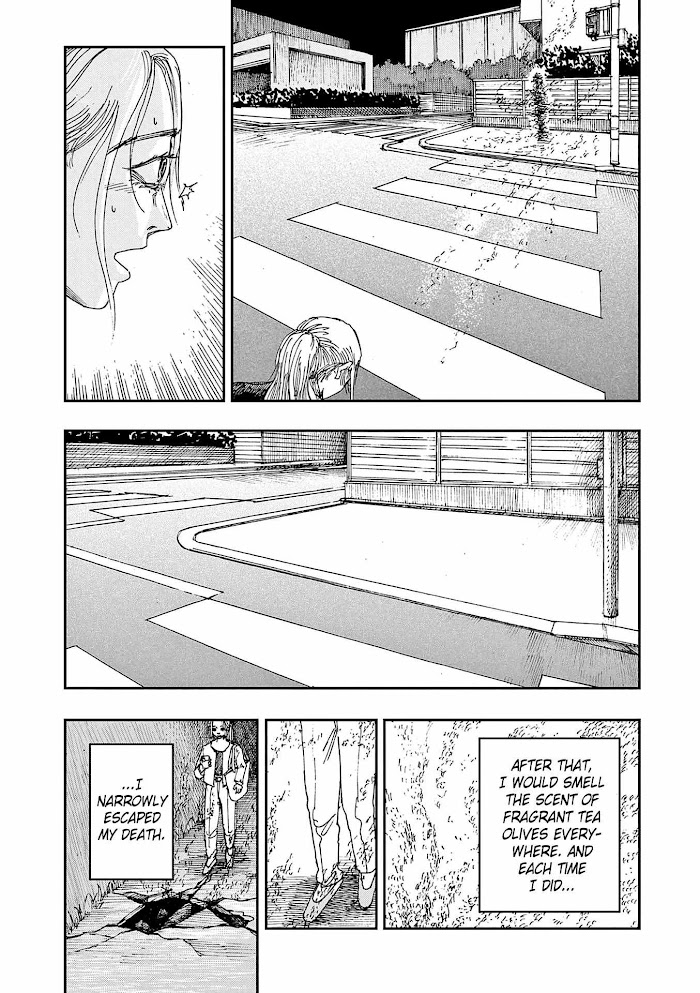 AFTER THAT,
I WOULD SMELL
THE SCENT OF
FRAGRANT TEA
OLIVES EVERY-
WHERE. AND
EACH TIME
I DID...
...I
NARROWLY
ESCAPED
MY DEATH.